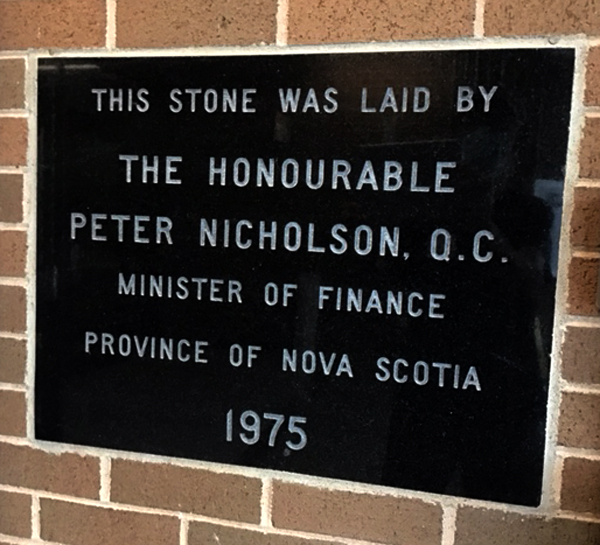 THIS STONE WAS LAID BY
THE HONOURABLE
PETER NICHOLSON, Q.C.
MINISTER OF FINANCE
PROVINCE OF NOVA SCOTIA
1975